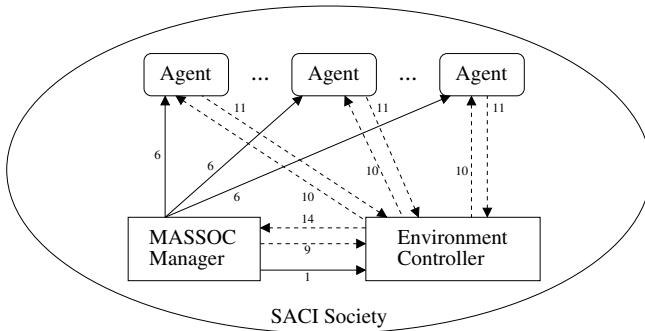 Agent ... Agent ... Agent
11 11 11
6 6 6 10 10 10
14
MASSOC
Manager
9
Environment
Controller
1
SACI Society